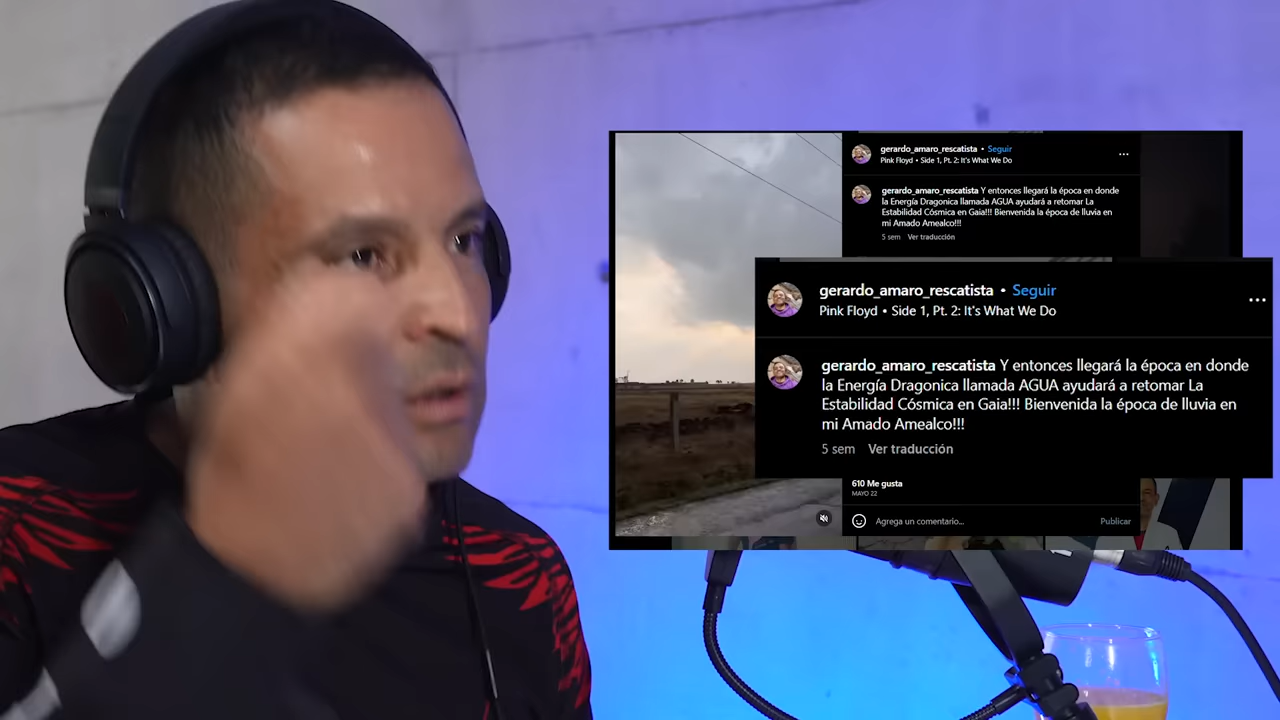 gerardo_amaro_rescatista • Seguir
Pink Floyd • Side 1, Pt. 2: It's What We Do
gerardo_amaro_rescatista Y entonces llegará la época en donde
la Energía Dragonica llamada AGUA ayudará a retomar La
Estabilidad Cósmica en Gaia!!! Bienvenida la época de lluvia en
mi Amado Amealco!!!
5 sem Ver traducción
gerardo_amaro_rescatista • Seguir
Pink Floyd • Side 1, Pt. 2: It's What We Do
gerardo_amaro_rescatista Y entonces llegará la época en donde
la Energía Dragonica llamada AGUA ayudará a retomar La
Estabilidad Cósmica en Gaia!!! Bienvenida la época de lluvia en
mi Amado Amealco!!!
5 sem Ver traducción
610 Me gusta
MAYO 22
Agrega un comentario...
Publicar